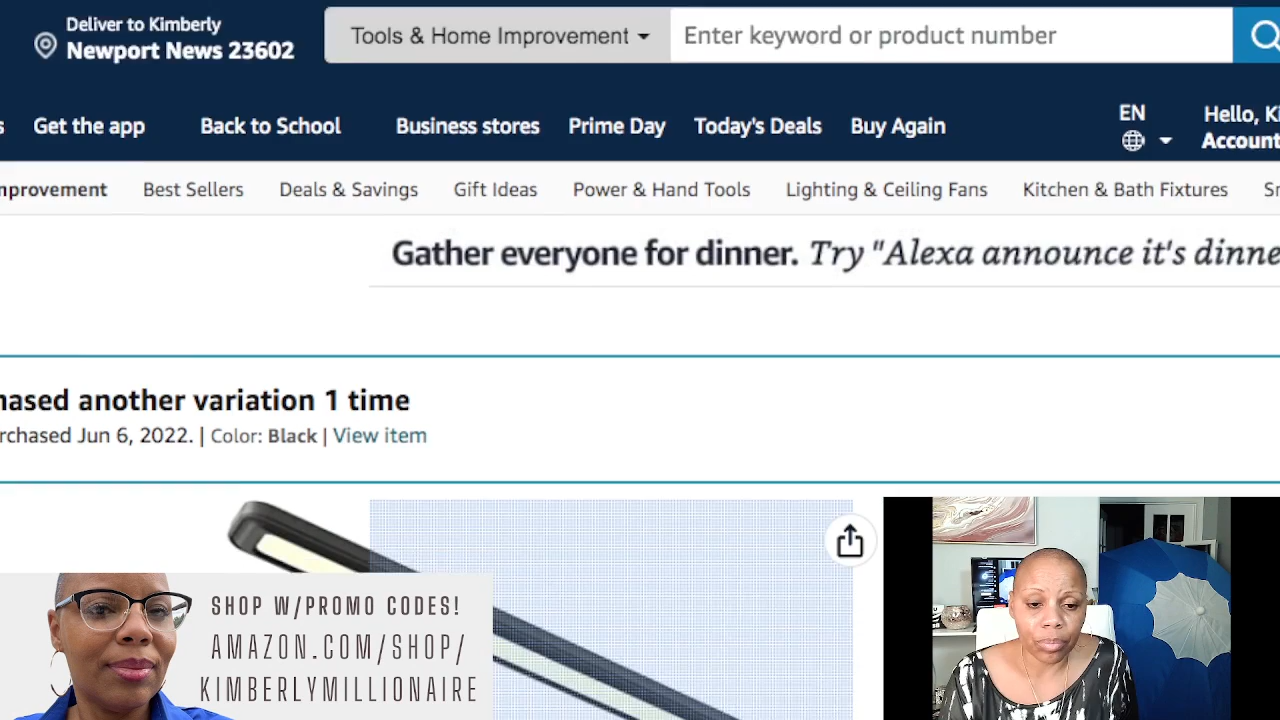 Deliver to Kimberly
Newport News 23602
Tools & Home Improvement
Enter keyword or product number
s Get the app Back to School Business stores Prime Day Today's Deals Buy Again
EN
Hello, Ki
Account
nprovement Best Sellers Deals & Savings Gift Ideas Power & Hand Tools Lighting & Ceiling Fans Kitchen & Bath Fixtures Sn
Gather everyone for dinner. Try "Alexa announce it's dinne
hased another variation 1 time
rchased Jun 6, 2022. | Color: Black | View item
SHOP W/PROMO CODES!
AMAZON.COM/SHOP/
KIMBERLYMILLIONAIRE